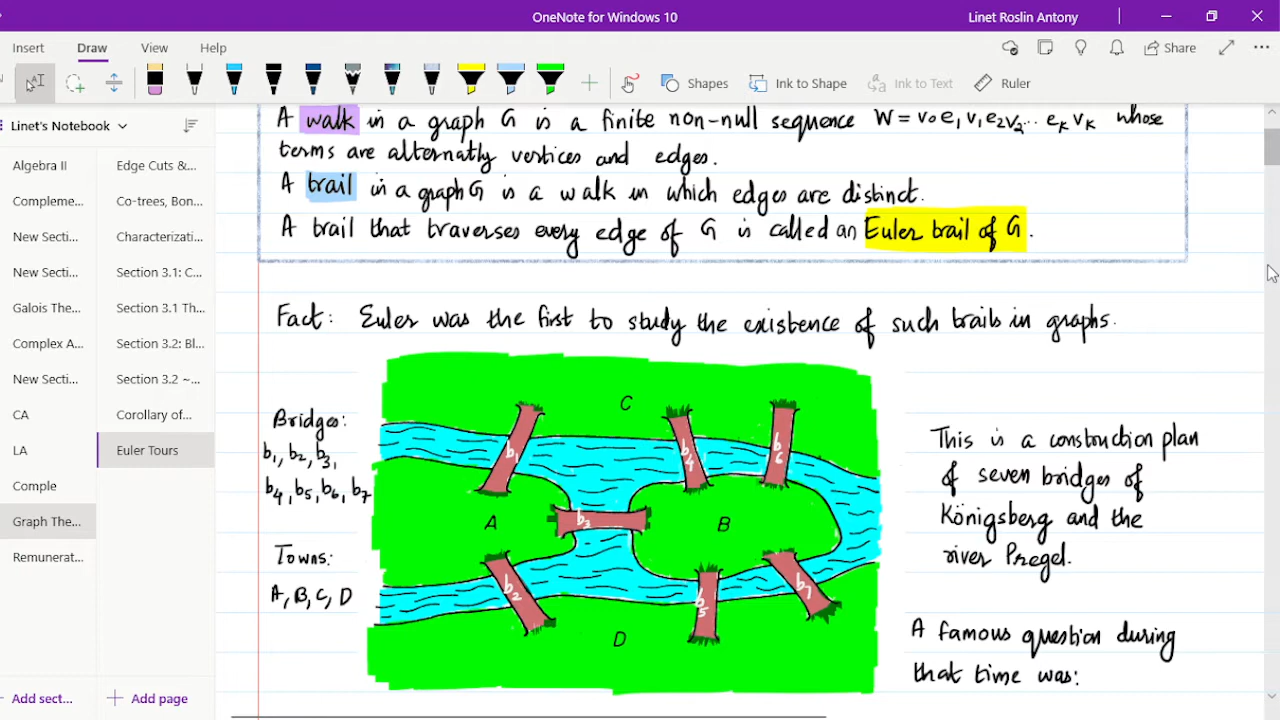 OneNote for Windows 10
Linet Roslin Antony
Insert
Draw
View
Help
Share
Shapes
Ink to Shape
Ink to Text
Ruler
Linet's Notebook
Algebra II
Compleme...
New Secti...
New Secti...
Galois The...
Complex A...
New Secti...
CA
LA
Comple
Graph The...
Remunerat...
Add sect...
Edge Cuts &...
Co-trees, Bon...
Characterizati...
Section 3.1: C...
Section 3.1 Th...
Section 3.2: Bl...
Section 3.2 ~...
Corollary of...
Euler Tours
Add page
A walk in a graph G is a finite non-null sequence W = v0 e1 v1 e2 v2... ek vk whose
terms are alternatly vertices and edges.
A trail in a graph G is a walk in which edges are distinct.
A trail that traverses every edge of G is called an Euler trail of G.
Fact: Euler was the first to study the existence of such trails in graphs.
Bridges:
b1, b2, b3,
b4, b5, b6, b7
Towns:
A, B, C, D
C
b1
b4
b6
A
b3
B
b2
b5
b7
D
This is a construction plan
of seven bridges of
Königsberg and the
river Pregel.
A famous question during
that time was: